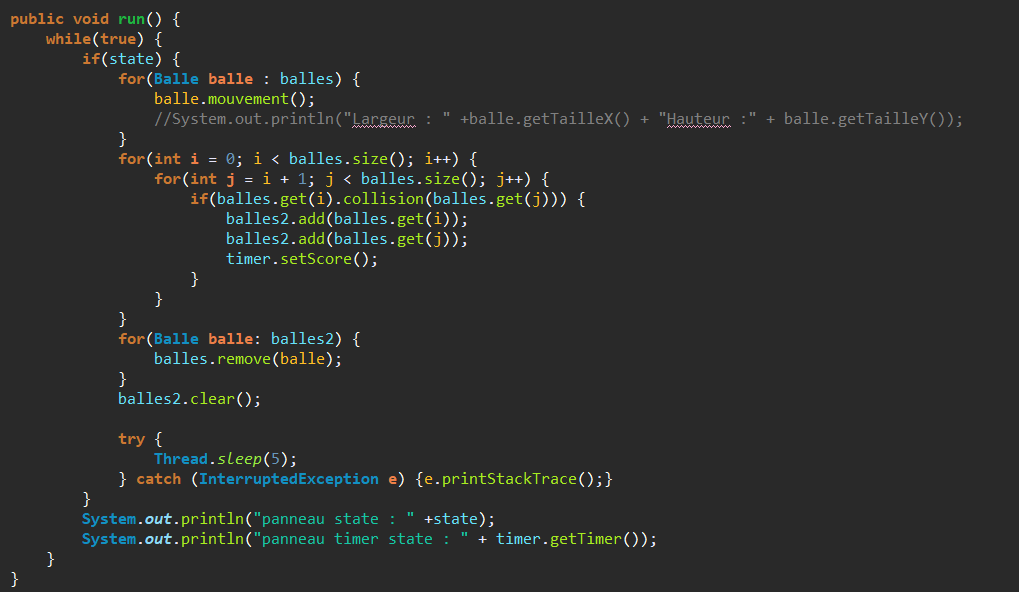 public void run() {
    while(true) {
        if(state) {
            for(Balle balle : balles) {
                balle.mouvement();
                //System.out.println("Largeur : " +balle.getTailleX() + "Hauteur :" + balle.getTailleY());
            }
            for(int i = 0; i < balles.size(); i++) {
                for(int j = i + 1; j < balles.size(); j++) {
                    if(balles.get(i).collision(balles.get(j))) {
                        balles2.add(balles.get(i));
                        balles2.add(balles.get(j));
                        timer.setScore();
                    }
                }
            }
            for(Balle balle: balles2) {
                balles.remove(balle);
            }
            balles2.clear();

            try {
                Thread.sleep(5);
            } catch (InterruptedException e) {e.printStackTrace();}
        }
        System.out.println("panneau state : " +state);
        System.out.println("panneau timer state : " + timer.getTimer());
    }
}